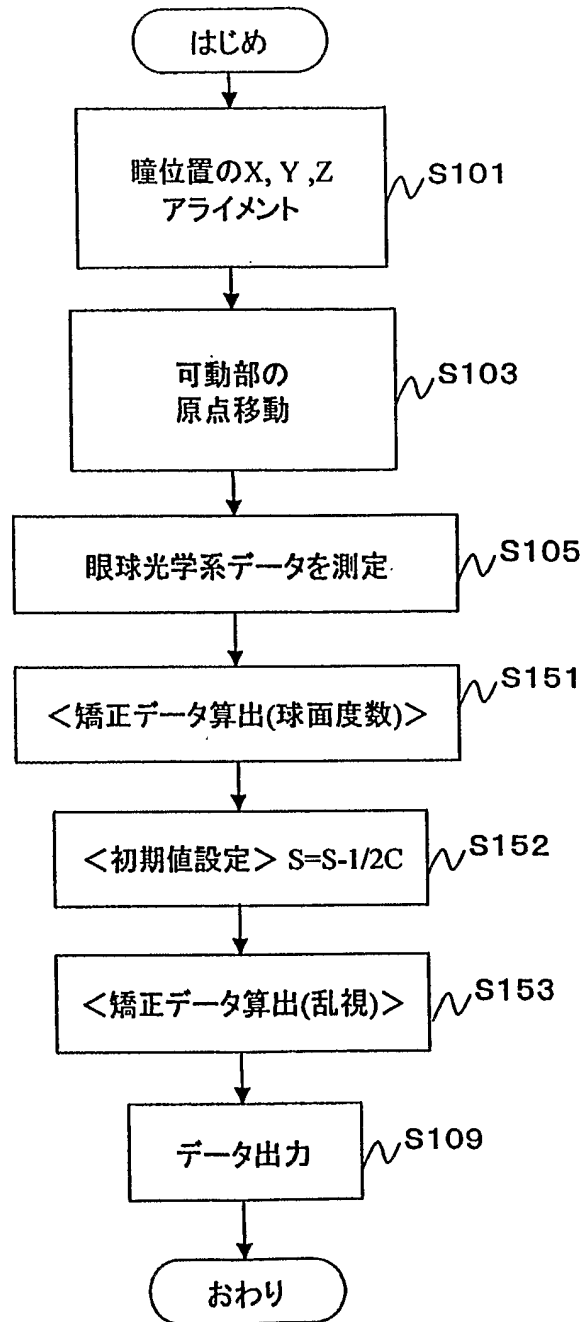 はじめ
瞳位置のX, Y ,Z
アライメント
S101
可動部の
原点移動
S103
眼球光学系データを測定
S105
<矯正データ算出(球面度数)>
S151
<初期値設定> S=S-1/2C
S152
<矯正データ算出(乱視)>
S153
データ出力
S109
おわり